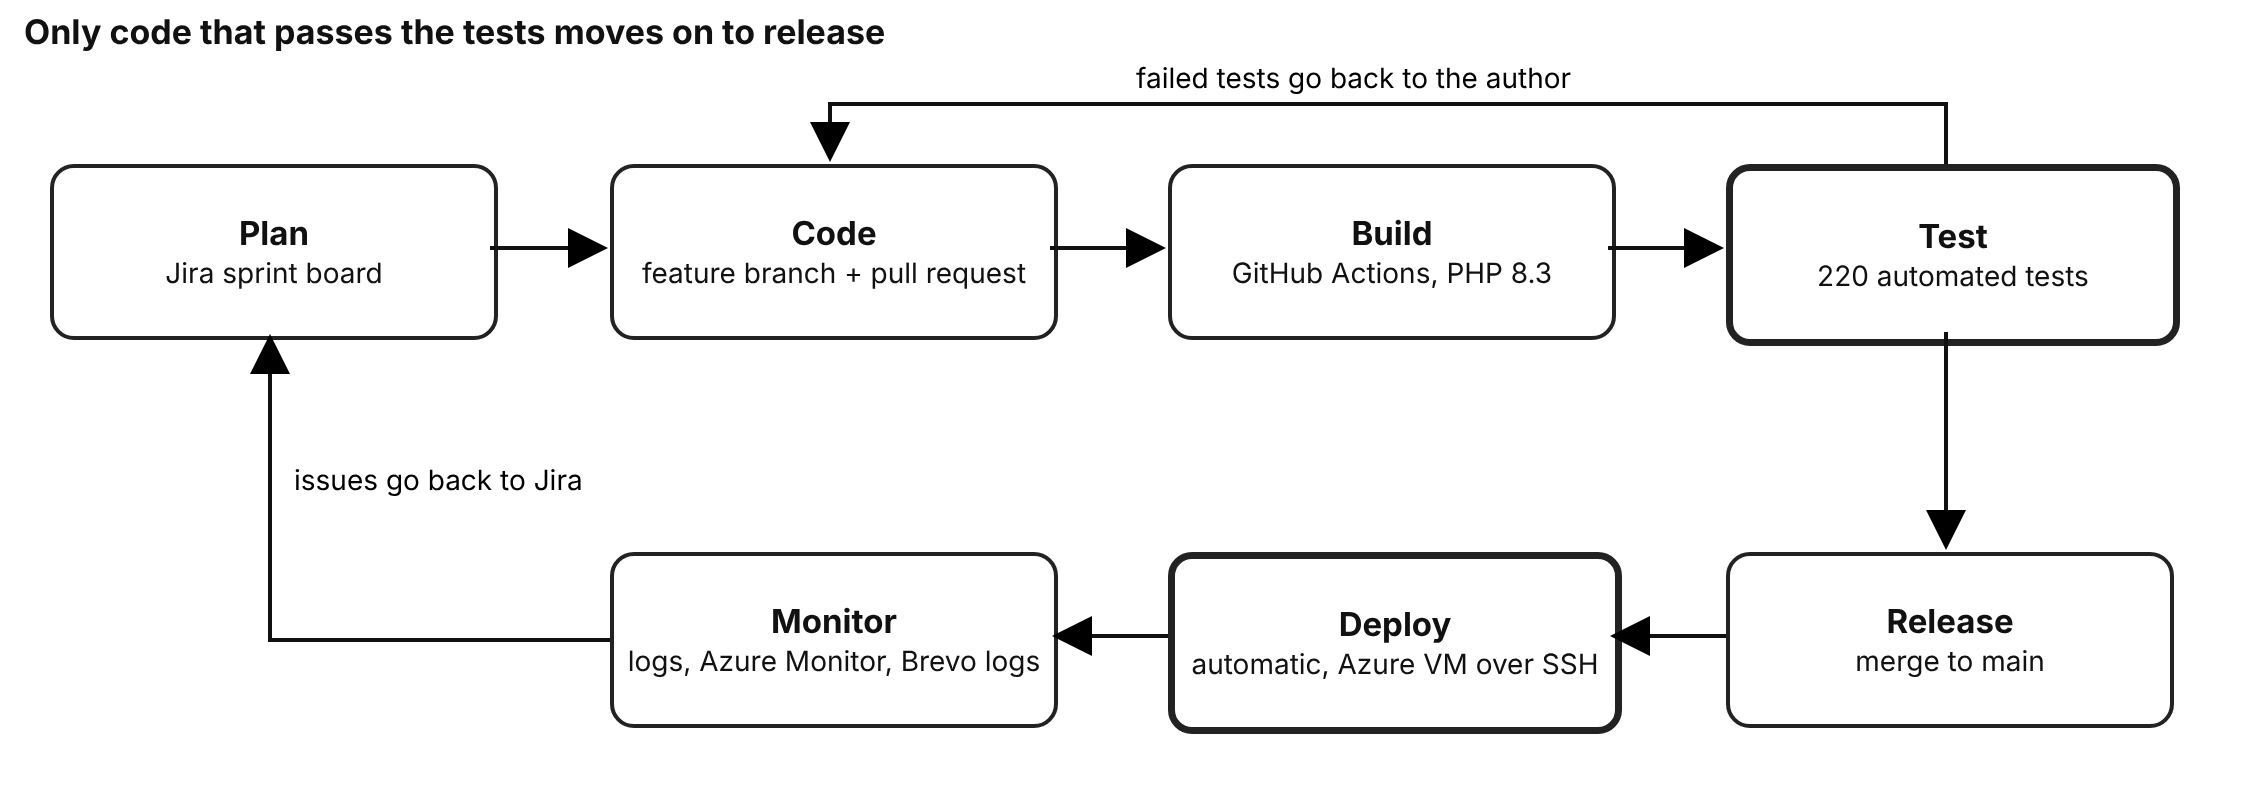 Only code that passes the tests moves on to release
failed tests go back to the author
Plan
Jira sprint board
Code
feature branch + pull request
Build
GitHub Actions, PHP 8.3
Test
220 automated tests
issues go back to Jira
Monitor
logs, Azure Monitor, Brevo logs
Deploy
automatic, Azure VM over SSH
Release
merge to main